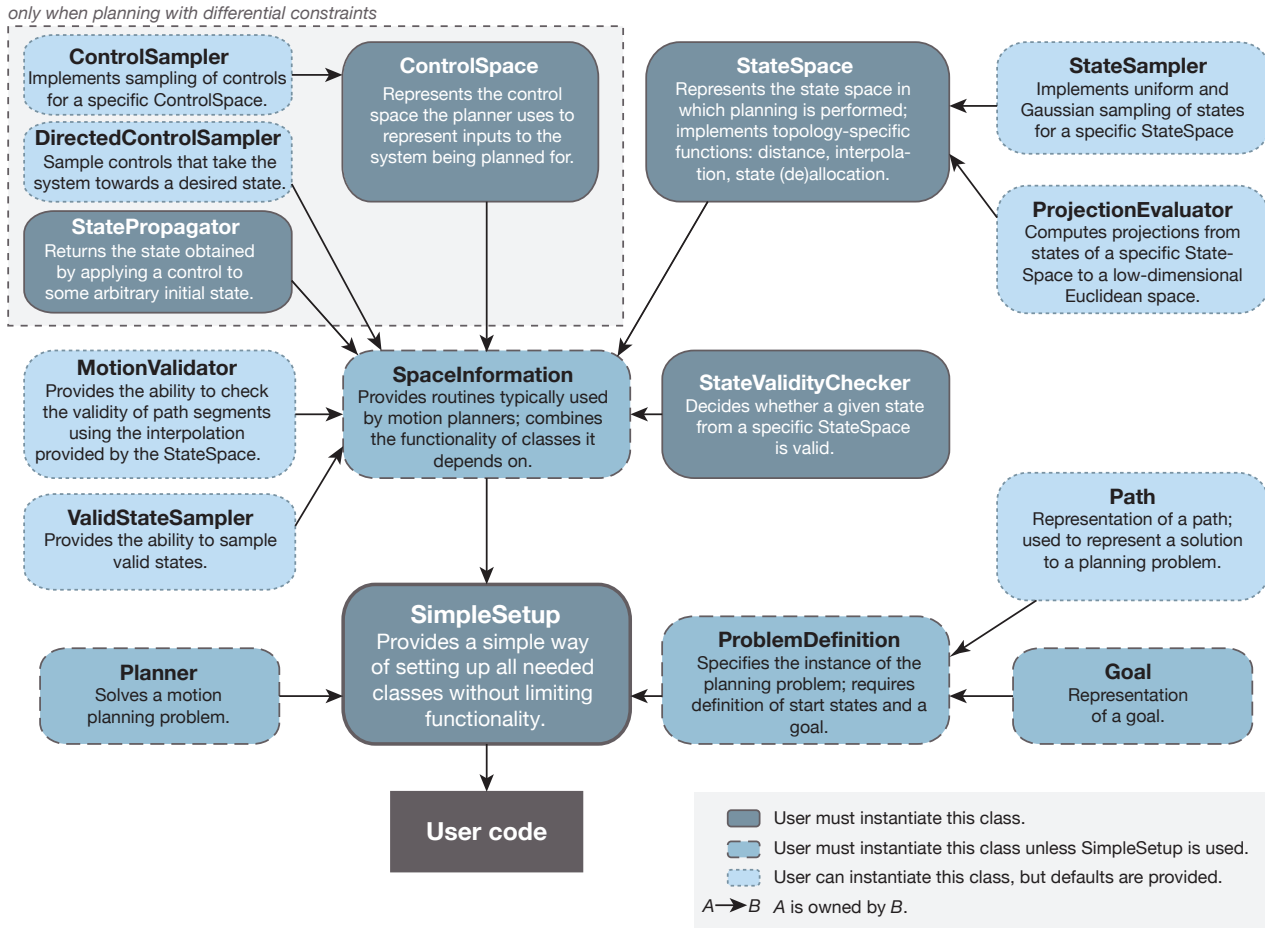 only when planning with differential constraints
ControlSampler
Implements sampling of controls
for a specific ControlSpace.
DirectedControlSampler
Sample controls that take the
system towards a desired state.
StatePropagator
Returns the state obtained
by applying a control to
some arbitrary initial state.
ControlSpace
Represents the control
space the planner uses to
represent inputs to the
system being planned for.
StateSpace
Represents the state space in
which planning is performed;
implements topology-specific
functions: distance, interpola-
tion, state (de)allocation.
StateSampler
Implements uniform and
Gaussian sampling of states
for a specific StateSpace
ProjectionEvaluator
Computes projections from
states of a specific State-
Space to a low-dimensional
Euclidean space.
MotionValidator
Provides the ability to check
the validity of path segments
using the interpolation
provided by the StateSpace.
SpaceInformation
Provides routines typically used
by motion planners; combines
the functionality of classes it
depends on.
StateValidityChecker
Decides whether a given state
from a specific StateSpace
is valid.
ValidStateSampler
Provides the ability to sample
valid states.
Path
Representation of a path;
used to represent a solution
to a planning problem.
SimpleSetup
Provides a simple way
of setting up all needed
classes without limiting
functionality.
Planner
Solves a motion
planning problem.
ProblemDefinition
Specifies the instance of the
planning problem; requires
definition of start states and a
goal.
Goal
Representation
of a goal.
User code
User must instantiate this class.
User must instantiate this class unless SimpleSetup is used.
User can instantiate this class, but defaults are provided.
A B A is owned by B.